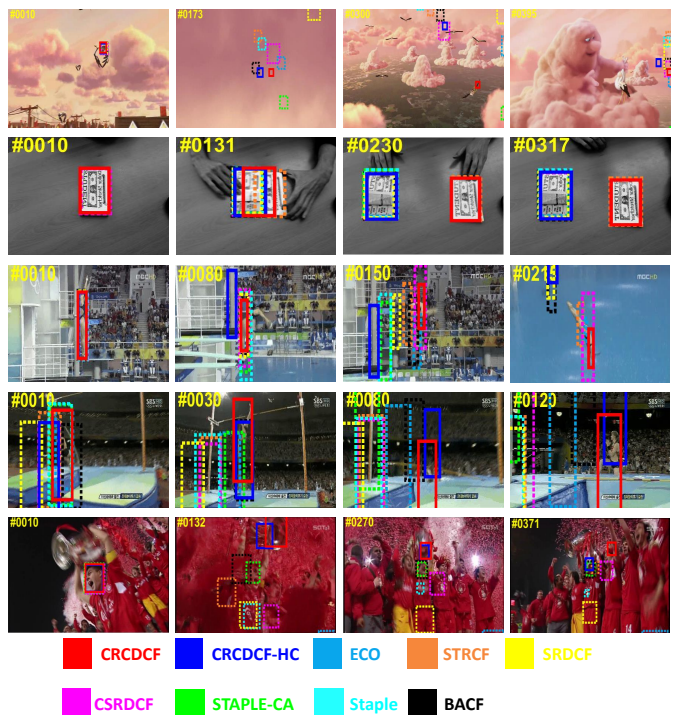 #0010 #0173 #0300 #0595
#0010 #0131 #0230 #0317
#0010 #0080 #0150 #0215
#0010 #0030 #0080 #0120
#0010 #0132 #0270 #0371
CRCDCF CRCDCF-HC ECO STRCF SRDCF
CSRDCF STAPLE-CA Staple BACF